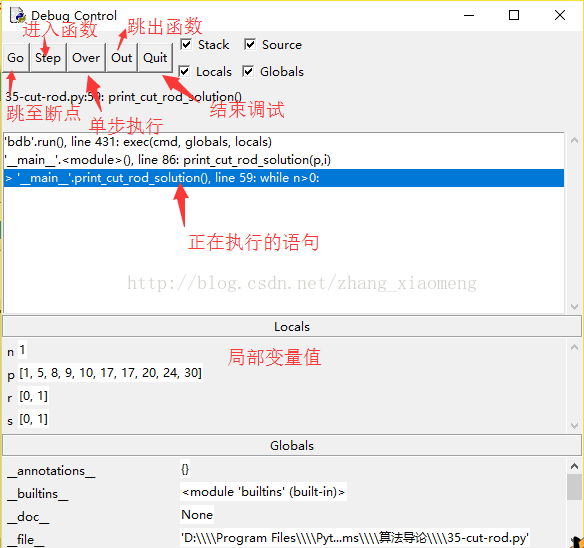 Debug Control
进入函数
跳出函数
Go Step Over Out Quit
Stack Source
Locals Globals
跳至断点
单步执行
结束调试
35-cut-rod.py:59: print_cut_rod_solution()
'bdb'.run(), line 431: exec(cmd, globals, locals)
'__main__'.<module>(), line 86: print_cut_rod_solution(p,i)
> '__main__'.print_cut_rod_solution(), line 59: while n>0:
正在执行的语句
http://blog.csdn.net/zhang_xiaomeng
Locals
局部变量值
n 1
p [1, 5, 8, 9, 10, 17, 17, 20, 24, 30]
r [0, 1]
s [0, 1]
Globals
__annotations__ {}
__builtins__ <module 'builtins' (built-in)>
__doc__ None
__file__ 'D:\\\\Program Files\\\\Pyt...ms\\\\算法导论\\\\35-cut-rod.py'